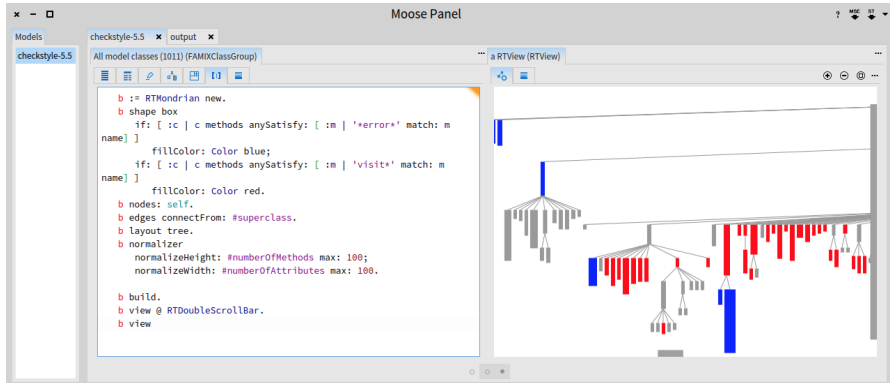 Moose Panel
? MSE ST
Models
checkstyle-5.5 output
checkstyle-5.5
All model classes (1011) (FAMIXClassGroup)
a RTView (RTView)
b := RTMondrian new.
b shape box
if: [ :c | c methods anySatisfy: [ :m | '*error*' match: m
name] ]
fillColor: Color blue;
if: [ :c | c methods anySatisfy: [ :m | 'visit*' match: m
name] ]
fillColor: Color red.
b nodes: self.
b edges connectFrom: #superclass.
b layout tree.
b normalizer
normalizeHeight: #numberOfMethods max: 100;
normalizeWidth: #numberOfAttributes max: 100.
b build.
b view @ RTDoubleScrollBar.
b view